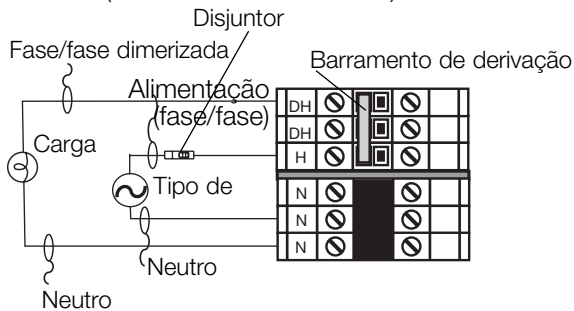 Disjuntor
Fase/fase dimerizada
Barramento de derivação
Alimentação
(fase/fase)
DH
DH
Carga
H
Tipo de
N
N
N
Neutro
Neutro